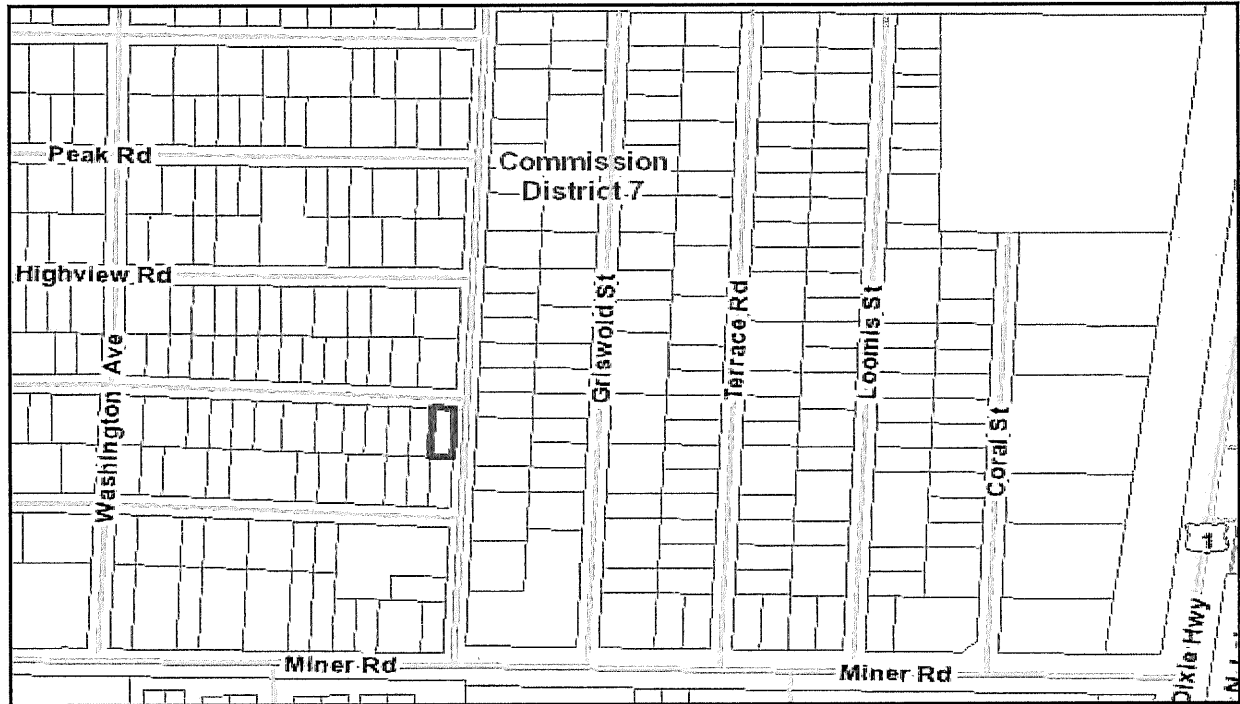 Peak Rd
Commission
District 7
Highview Rd
Washington Ave
Griswold St
Terrace Rd
Loomis St
Coral St
Miner Rd
Miner Rd
Dixie Hwy
1